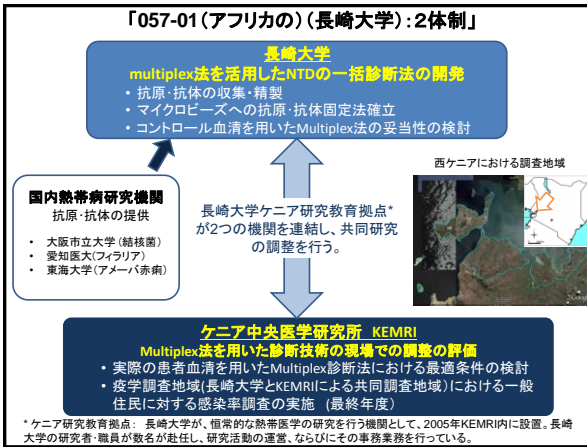 「057-01(アフリカの)(長崎大学):2体制」
長崎大学
multiplex法を活用したNTDの一括診断法の開発
• 抗原・抗体の収集・精製
• マイクロビーズへの抗原・抗体固定法確立
• コントロール血清を用いたMultiplex法の妥当性の検討
国内熱帯病研究機関
抗原・抗体の提供
• 大阪市立大学(結核菌)
• 愛知医大(フィラリア)
• 東海大学(アメーバ赤痢)
長崎大学ケニア研究教育拠点*
が2つの機関を連結し、共同研究
の調整を行う。
西ケニアにおける調査地域
ケニア中央医学研究所 KEMRI
Multiplex法を用いた診断技術の現場での調整の評価
• 実際の患者血清を用いたMultiplex診断法における最適条件の検討
• 疫学調査地域(長崎大学とKEMRIによる共同調査地域)における一般
住民に対する感染率調査の実施 (最終年度)
* ケニア研究教育拠点: 長崎大学が、恒常的な熱帯医学の研究を行う機関として、2005年KEMRI内に設置。長崎
大学の研究者・職員が数名が赴任し、研究活動の運営、ならびにその事務業務を行っている。